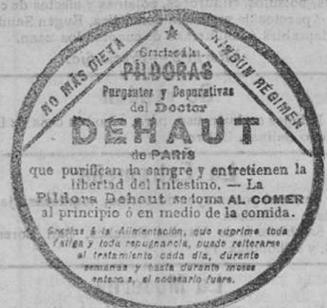 NO MÁS DIETA
NINGÚN RÉGIMEN
Gracias á las
PÍLDORAS
Purgantes y Depurativas
del Doctor
DEHAUT
de PARIS
que purifican la sangre y entretienen la
libertad del Intestino. — La
Píldora Dehaut se toma AL COMER
al principio ó en medio de la comida.
Gracias á la Alimentación, que suprime toda
fatiga y toda repugnancia, puede reiterarse
el tratamiento cada dia, durante
semanas y hasta durante meses
enteros, si necesario fuere.